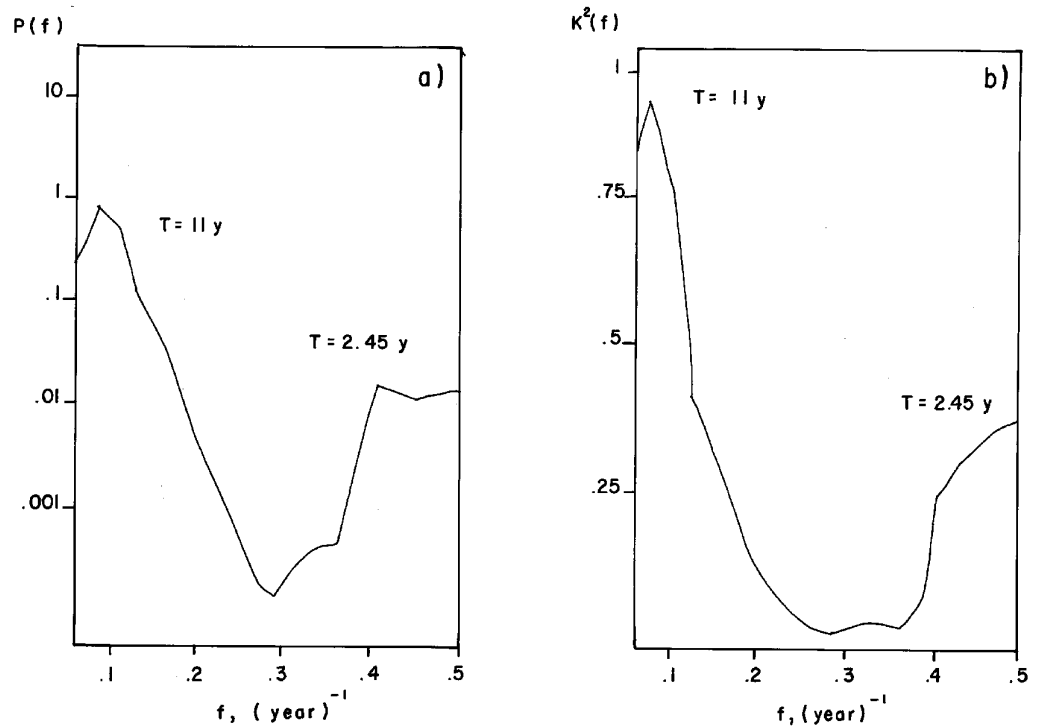 P(f)
a)
10
1
.1
.01
.001
T = 11 y
T = 2.45 y
.1 .2 .3 .4 .5
f, (year)⁻¹
K²(f)
b)
1
.75
.5
.25
T = 11 y
T = 2.45 y
.1 .2 .3 .4 .5
f, (year)⁻¹